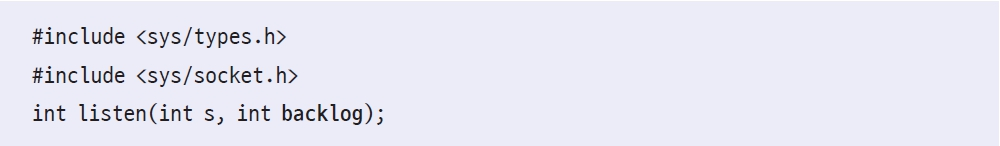 #include <sys/types.h>
#include <sys/socket.h>
int listen(int s, int backlog);